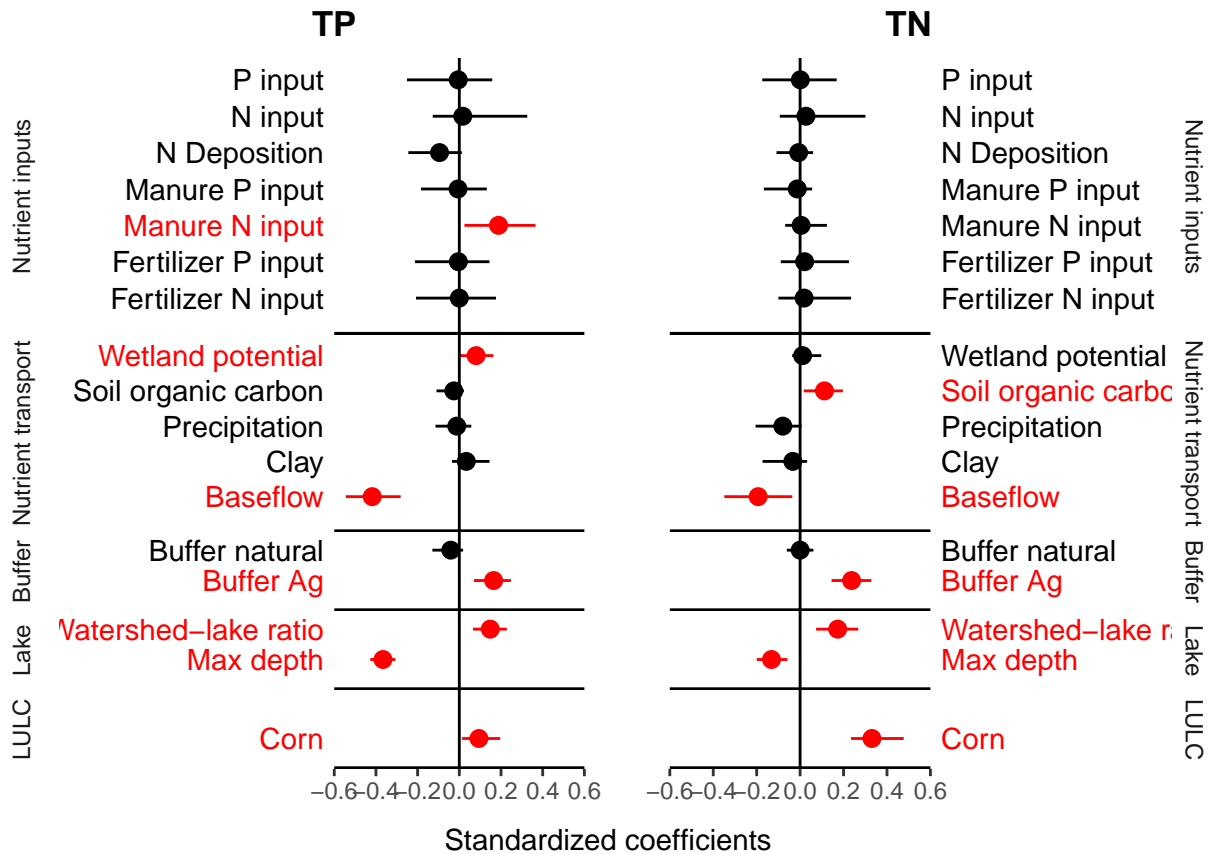 TP
TN
Nutrient inputs
P input
N input
N Deposition
Manure P input
Manure N input
Fertilizer P input
Fertilizer N input
Nutrient transport
Wetland potential
Soil organic carbon
Precipitation
Clay
Baseflow
Buffer
Buffer natural
Buffer Ag
Lake
Watershed−lake ratio
Max depth
LULC
Corn
−0.6 −0.4 −0.2 0.0 0.2 0.4 0.6
P input
N input
N Deposition
Manure P input
Manure N input
Fertilizer P input
Fertilizer N input
Nutrient inputs
Wetland potential
Soil organic carbo
Precipitation
Clay
Baseflow
Nutrient transport
Buffer natural
Buffer Ag
Buffer
Watershed−lake ra
Max depth
Lake
Corn
LULC
−0.6 −0.4 −0.2 0.0 0.2 0.4 0.6
Standardized coefficients